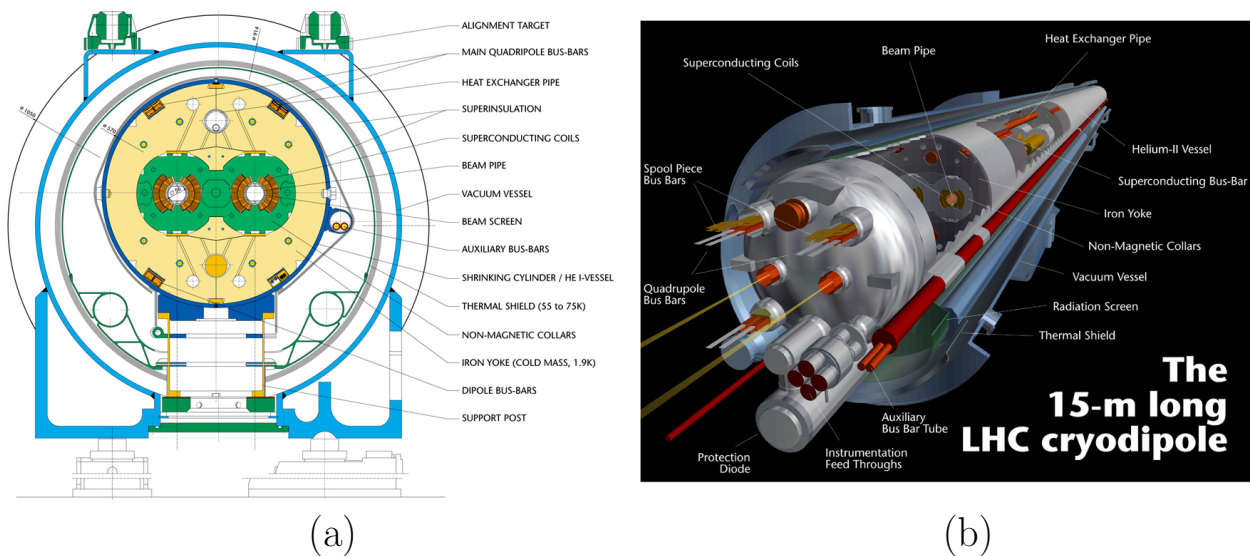 ALIGNMENT TARGET
MAIN QUADRIPOLE BUS-BARS
HEAT EXCHANGER PIPE
SUPERINSULATION
SUPERCONDUCTING COILS
BEAM PIPE
VACUUM VESSEL
BEAM SCREEN
AUXILIARY BUS-BARS
SHRINKING CYLINDER / HE I-VESSEL
THERMAL SHIELD (55 to 75K)
NON-MAGNETIC COLLARS
IRON YOKE (COLD MASS, 1.9K)
DIPOLE BUS-BARS
SUPPORT POST
ø 914
ø 1050
ø 570
(a)
Superconducting Coils
Beam Pipe
Heat Exchanger Pipe
Helium-II Vessel
Spool Piece
Bus Bars
Superconducting Bus-Bar
Iron Yoke
Non-Magnetic Collars
Vacuum Vessel
Quadrupole
Bus Bars
Radiation Screen
Thermal Shield
The
15-m long
LHC cryodipole
Auxiliary
Bus Bar Tube
Protection
Diode
Instrumentation
Feed Throughs
(b)